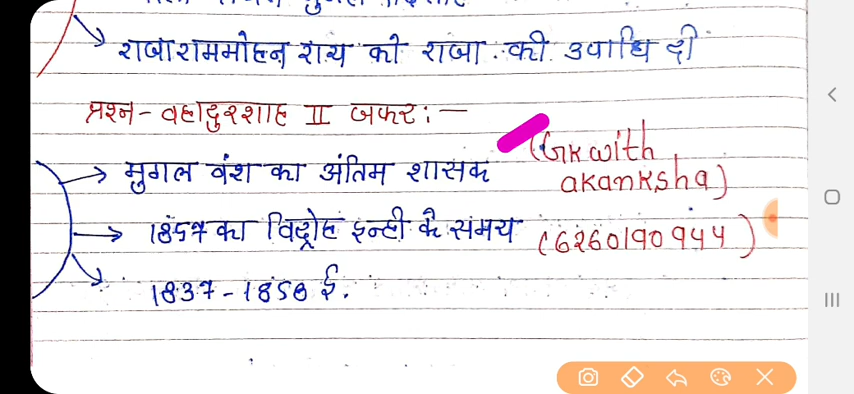 राजाराममोहन राय को राजा की उपाधि दी
प्रश्न - बहादुरशाह II जफर :-
→ मुगल वंश का अंतिम शासक
(GK with
akanksha)
→ 1857 का विद्रोह इन्ही के समय
(6260190944)
1837 - 1858 ई.